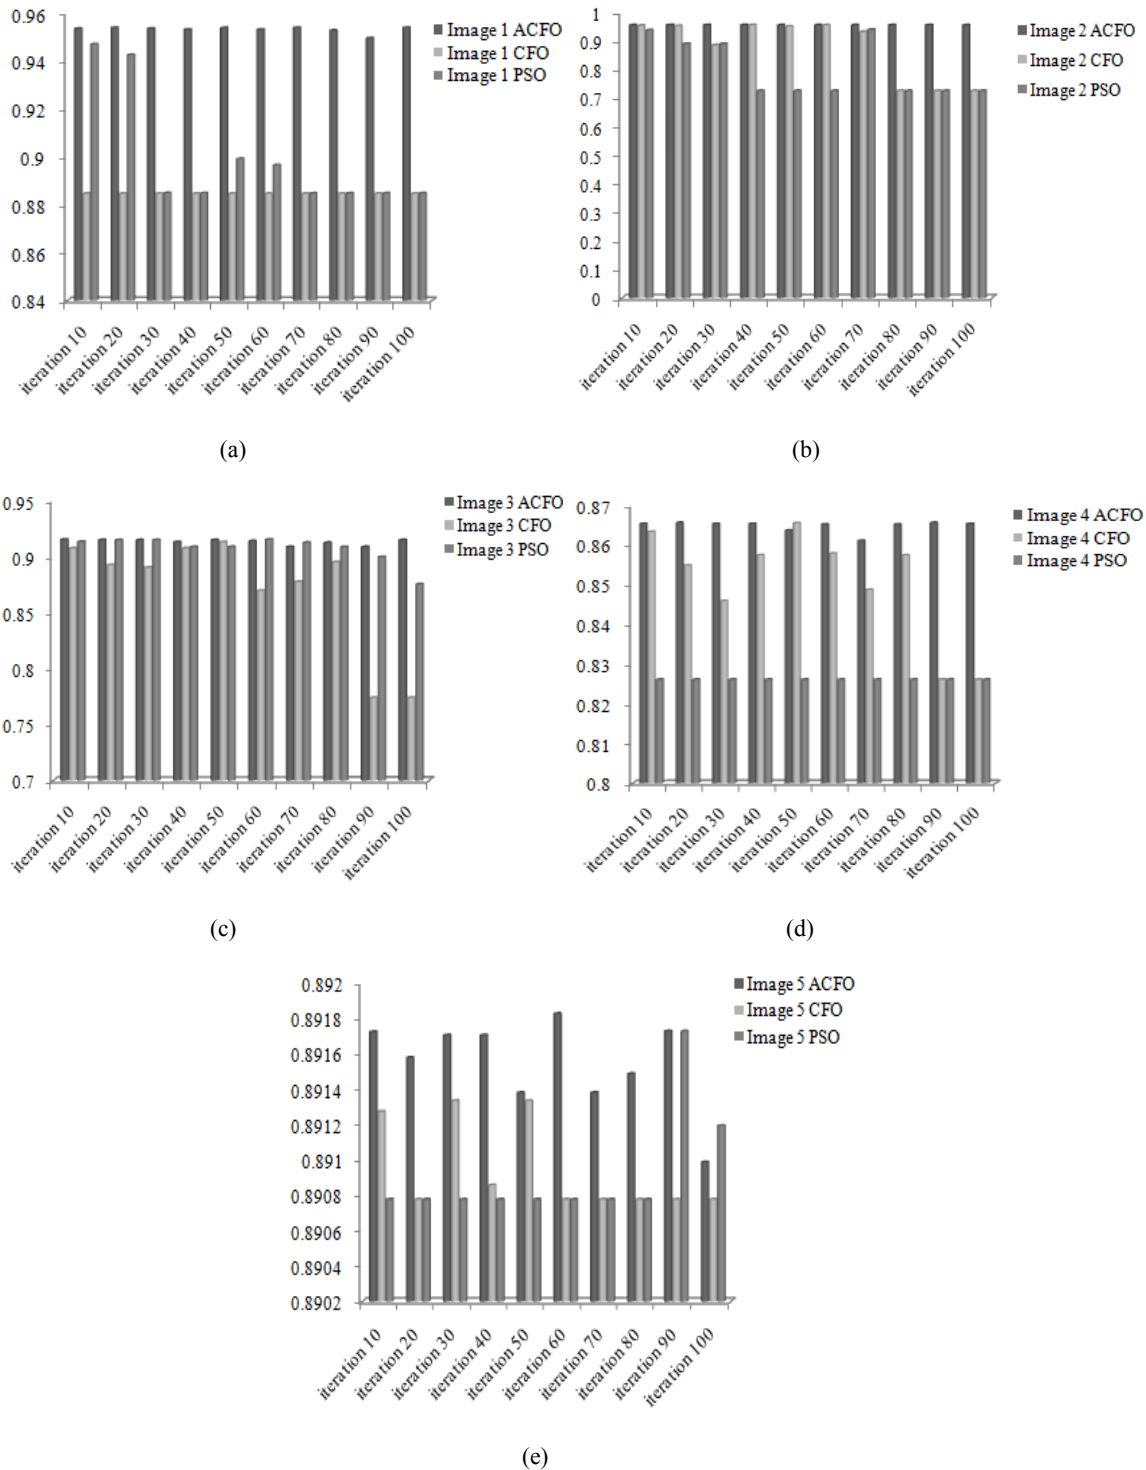 0.96
0.94
0.92
0.9
0.88
0.86
0.84
iteration 10
iteration 20
iteration 30
iteration 40
iteration 50
iteration 60
iteration 70
iteration 80
iteration 90
iteration 100
Image 1 ACFO
Image 1 CFO
Image 1 PSO
(a)
1
0.9
0.8
0.7
0.6
0.5
0.4
0.3
0.2
0.1
0
iteration 10
iteration 20
iteration 30
iteration 40
iteration 50
iteration 60
iteration 70
iteration 80
iteration 90
iteration 100
Image 2 ACFO
Image 2 CFO
Image 2 PSO
(b)
0.95
0.9
0.85
0.8
0.75
0.7
iteration 10
iteration 20
iteration 30
iteration 40
iteration 50
iteration 60
iteration 70
iteration 80
iteration 90
iteration 100
Image 3 ACFO
Image 3 CFO
Image 3 PSO
(c)
0.87
0.86
0.85
0.84
0.83
0.82
0.81
0.8
iteration 10
iteration 20
iteration 30
iteration 40
iteration 50
iteration 60
iteration 70
iteration 80
iteration 90
iteration 100
Image 4 ACFO
Image 4 CFO
Image 4 PSO
(d)
0.892
0.8918
0.8916
0.8914
0.8912
0.891
0.8908
0.8906
0.8904
0.8902
iteration 10
iteration 20
iteration 30
iteration 40
iteration 50
iteration 60
iteration 70
iteration 80
iteration 90
iteration 100
Image 5 ACFO
Image 5 CFO
Image 5 PSO
(e)